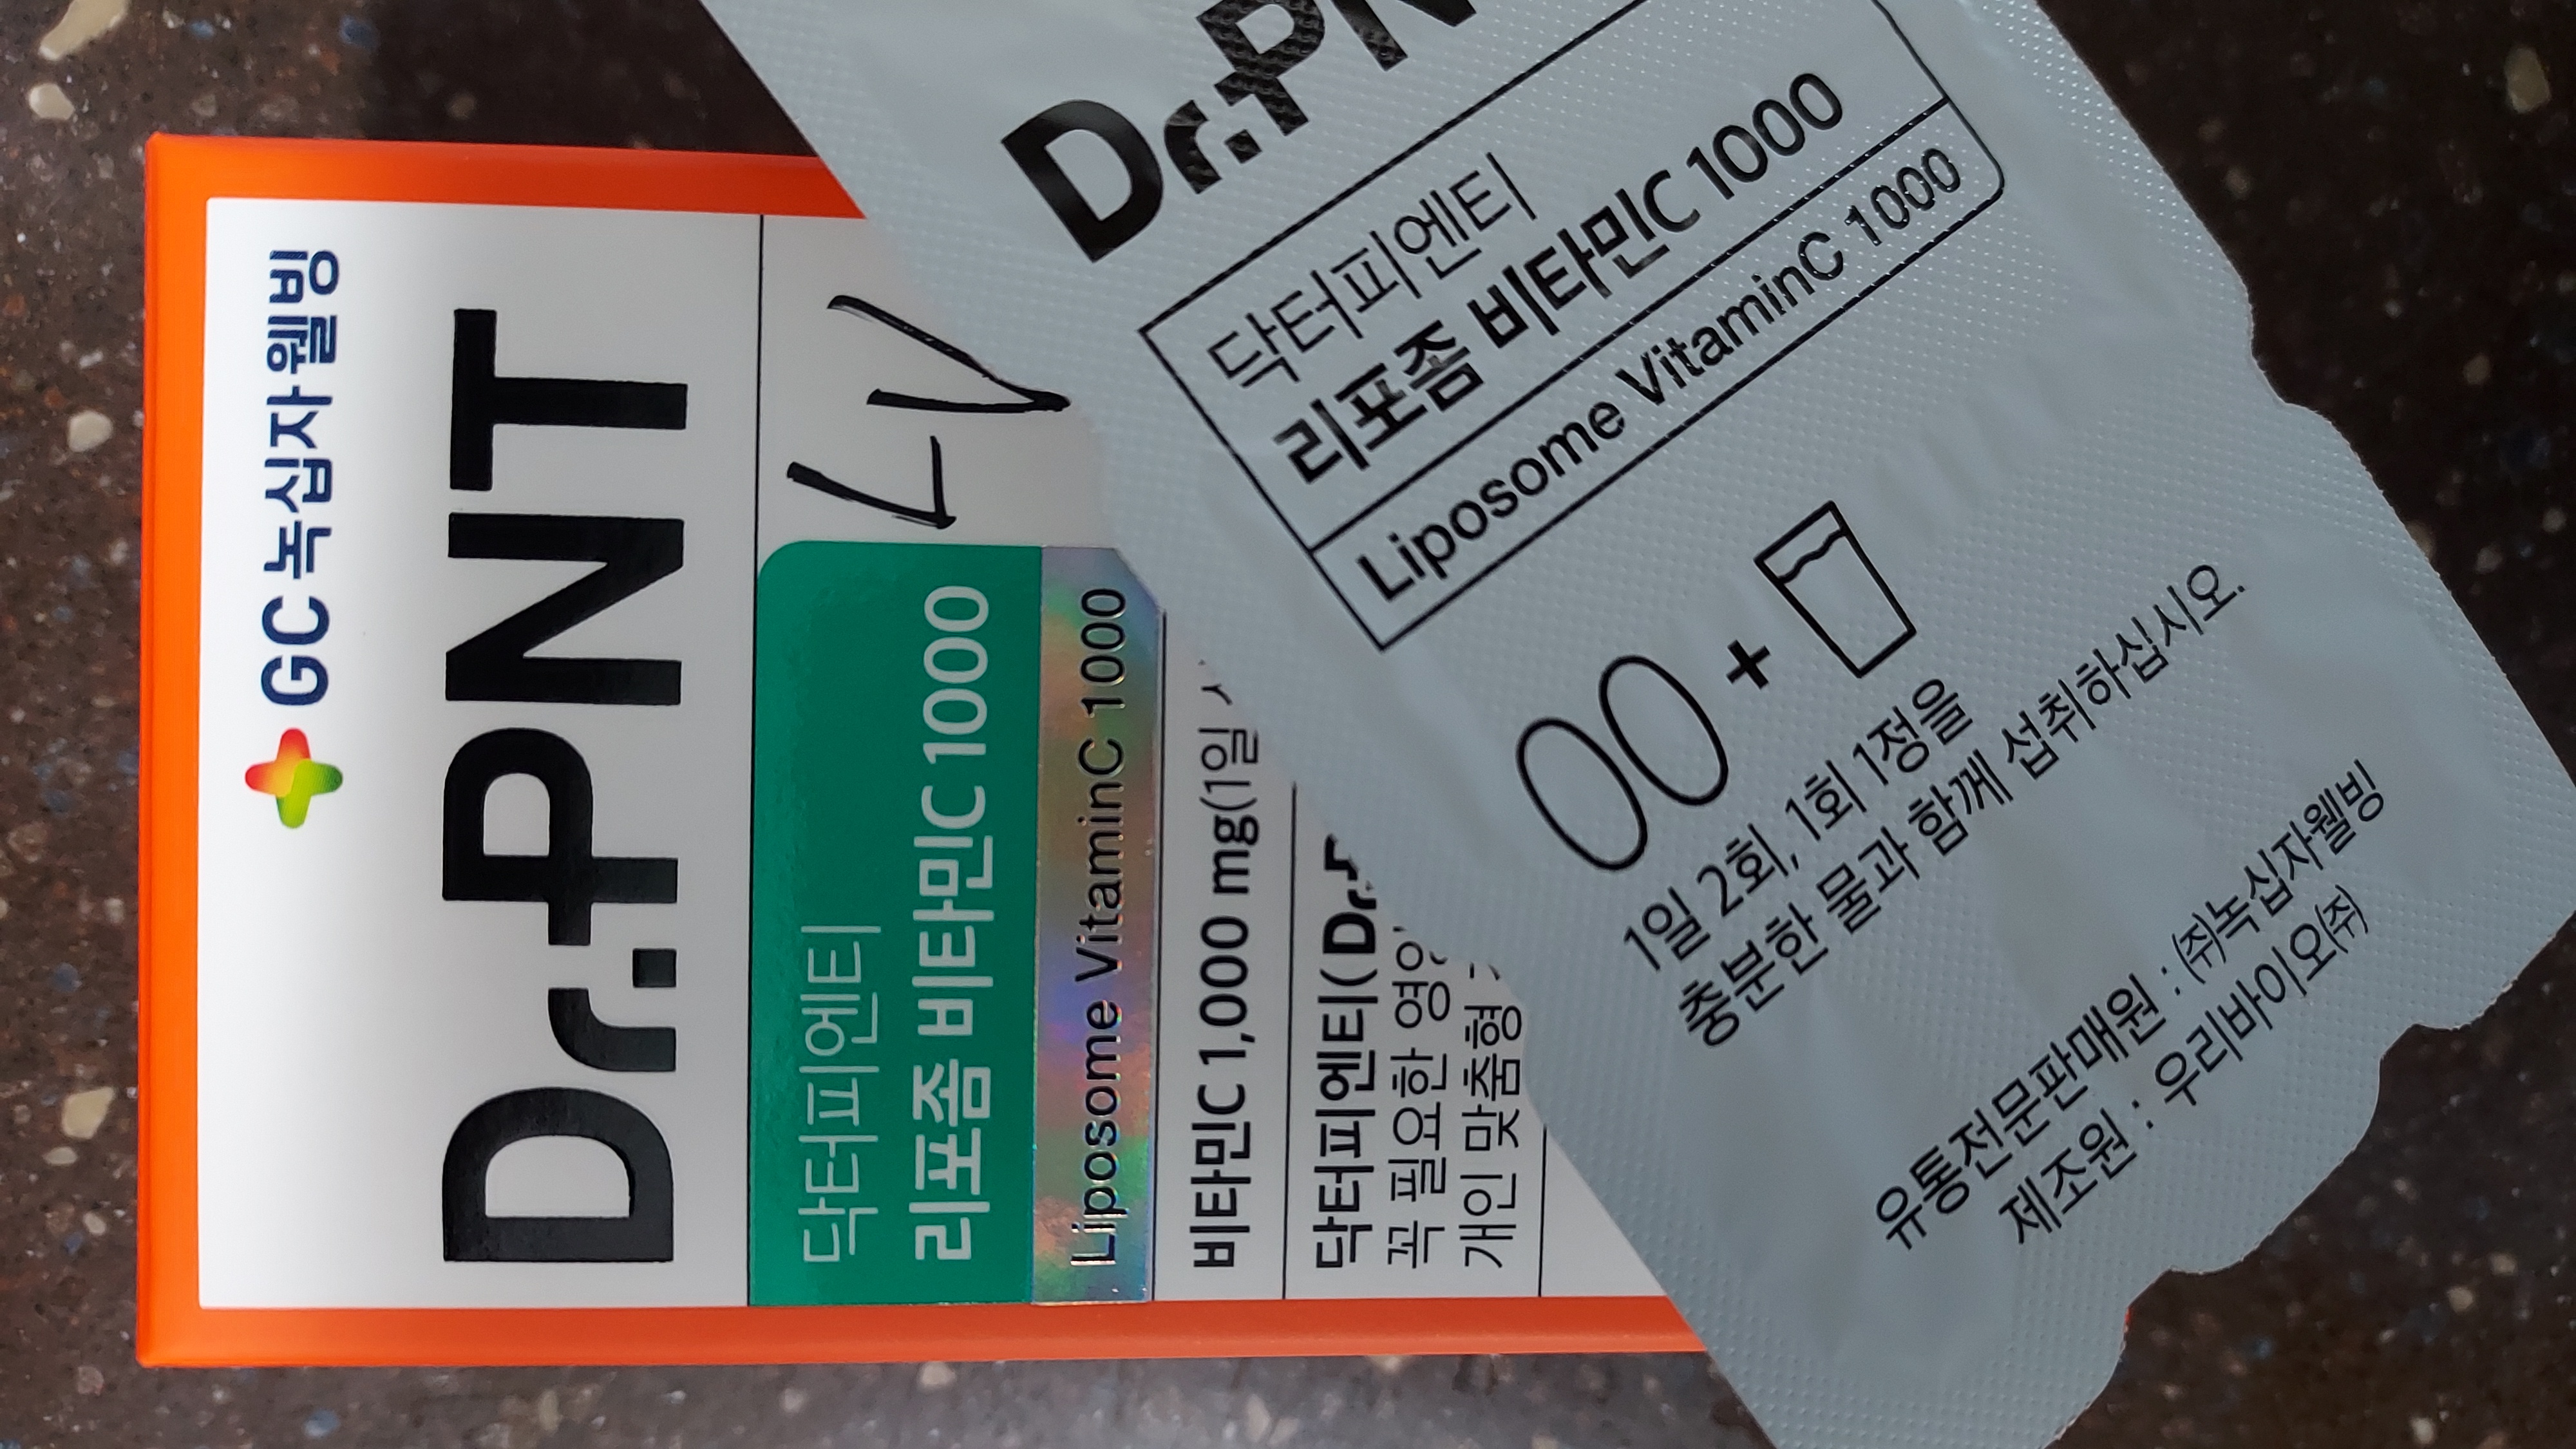 GC 녹십자웰빙
Dr.PNT
닥터피엔티
리포좀 비타민C 1000
Liposome VitaminC 1000
비타민C 1,000 mg(1일
닥터피엔티(Dr.
꼭 필요한 영양
개인 맞춤형
Dr.PN
닥터피엔티
리포좀 비타민C 1000
Liposome VitaminC 1000
+
1일 2회, 1회 1정을
충분한 물과 함께 섭취하십시오.
유통전문판매원 : ㈜녹십자웰빙
제조원 : 우리바이오㈜